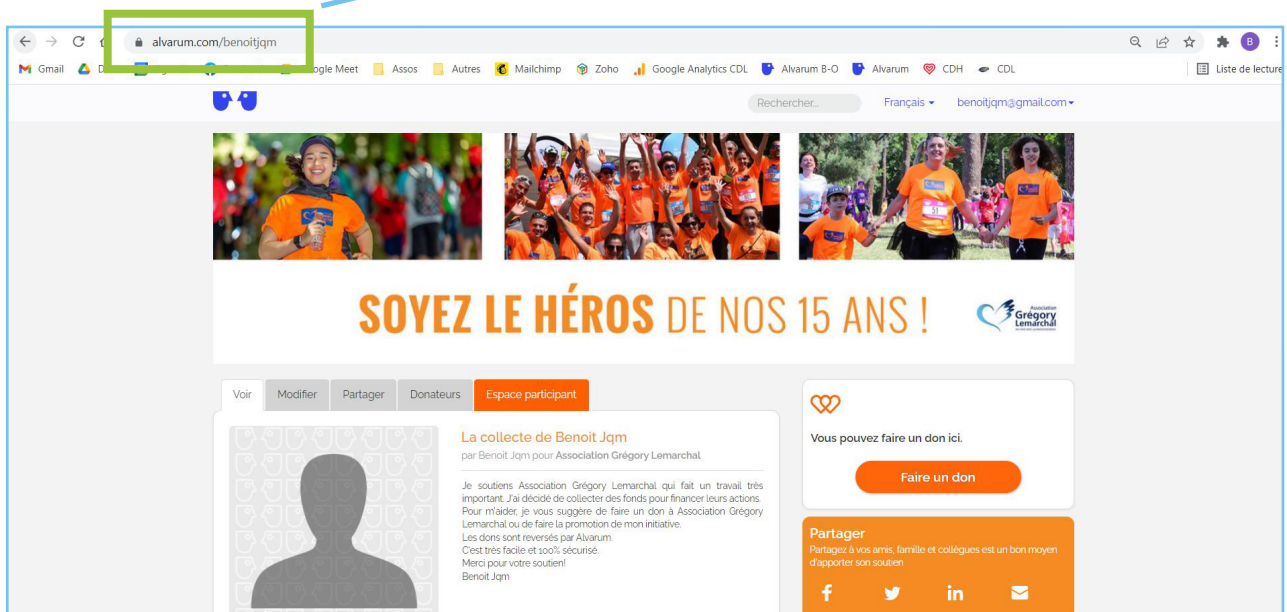 alvarum.com/benoitjqm
B
Gmail
Google Meet
Assos
Autres
Mailchimp
Zoho
Google Analytics CDL
Alvarum B-O
Alvarum
CDH
CDL
Liste de lecture
Rechercher...
Français
benoitjqm@gmail.com
51
SOYEZ LE HÉROS DE NOS 15 ANS !
Association
Grégory
Lemarchal
Voir
Modifier
Partager
Donateurs
Espace participant
La collecte de Benoit Jqm
par Benoit Jqm pour Association Grégory Lemarchal
Je soutiens Association Grégory Lemarchal qui fait un travail très
important. J'ai décidé de collecter des fonds pour financer leurs actions.
Pour m'aider, je vous suggère de faire un don à Association Grégory
Lemarchal ou de faire la promotion de mon initiative.
Les dons sont reversés par Alvarum.
C'est très facile et 100% sécurisé.
Merci pour votre soutien!
Benoit Jqm
Vous pouvez faire un don ici.
Faire un don
Partager
Partagez à vos amis, famille et collègues est un bon moyen
d'apporter son soutien